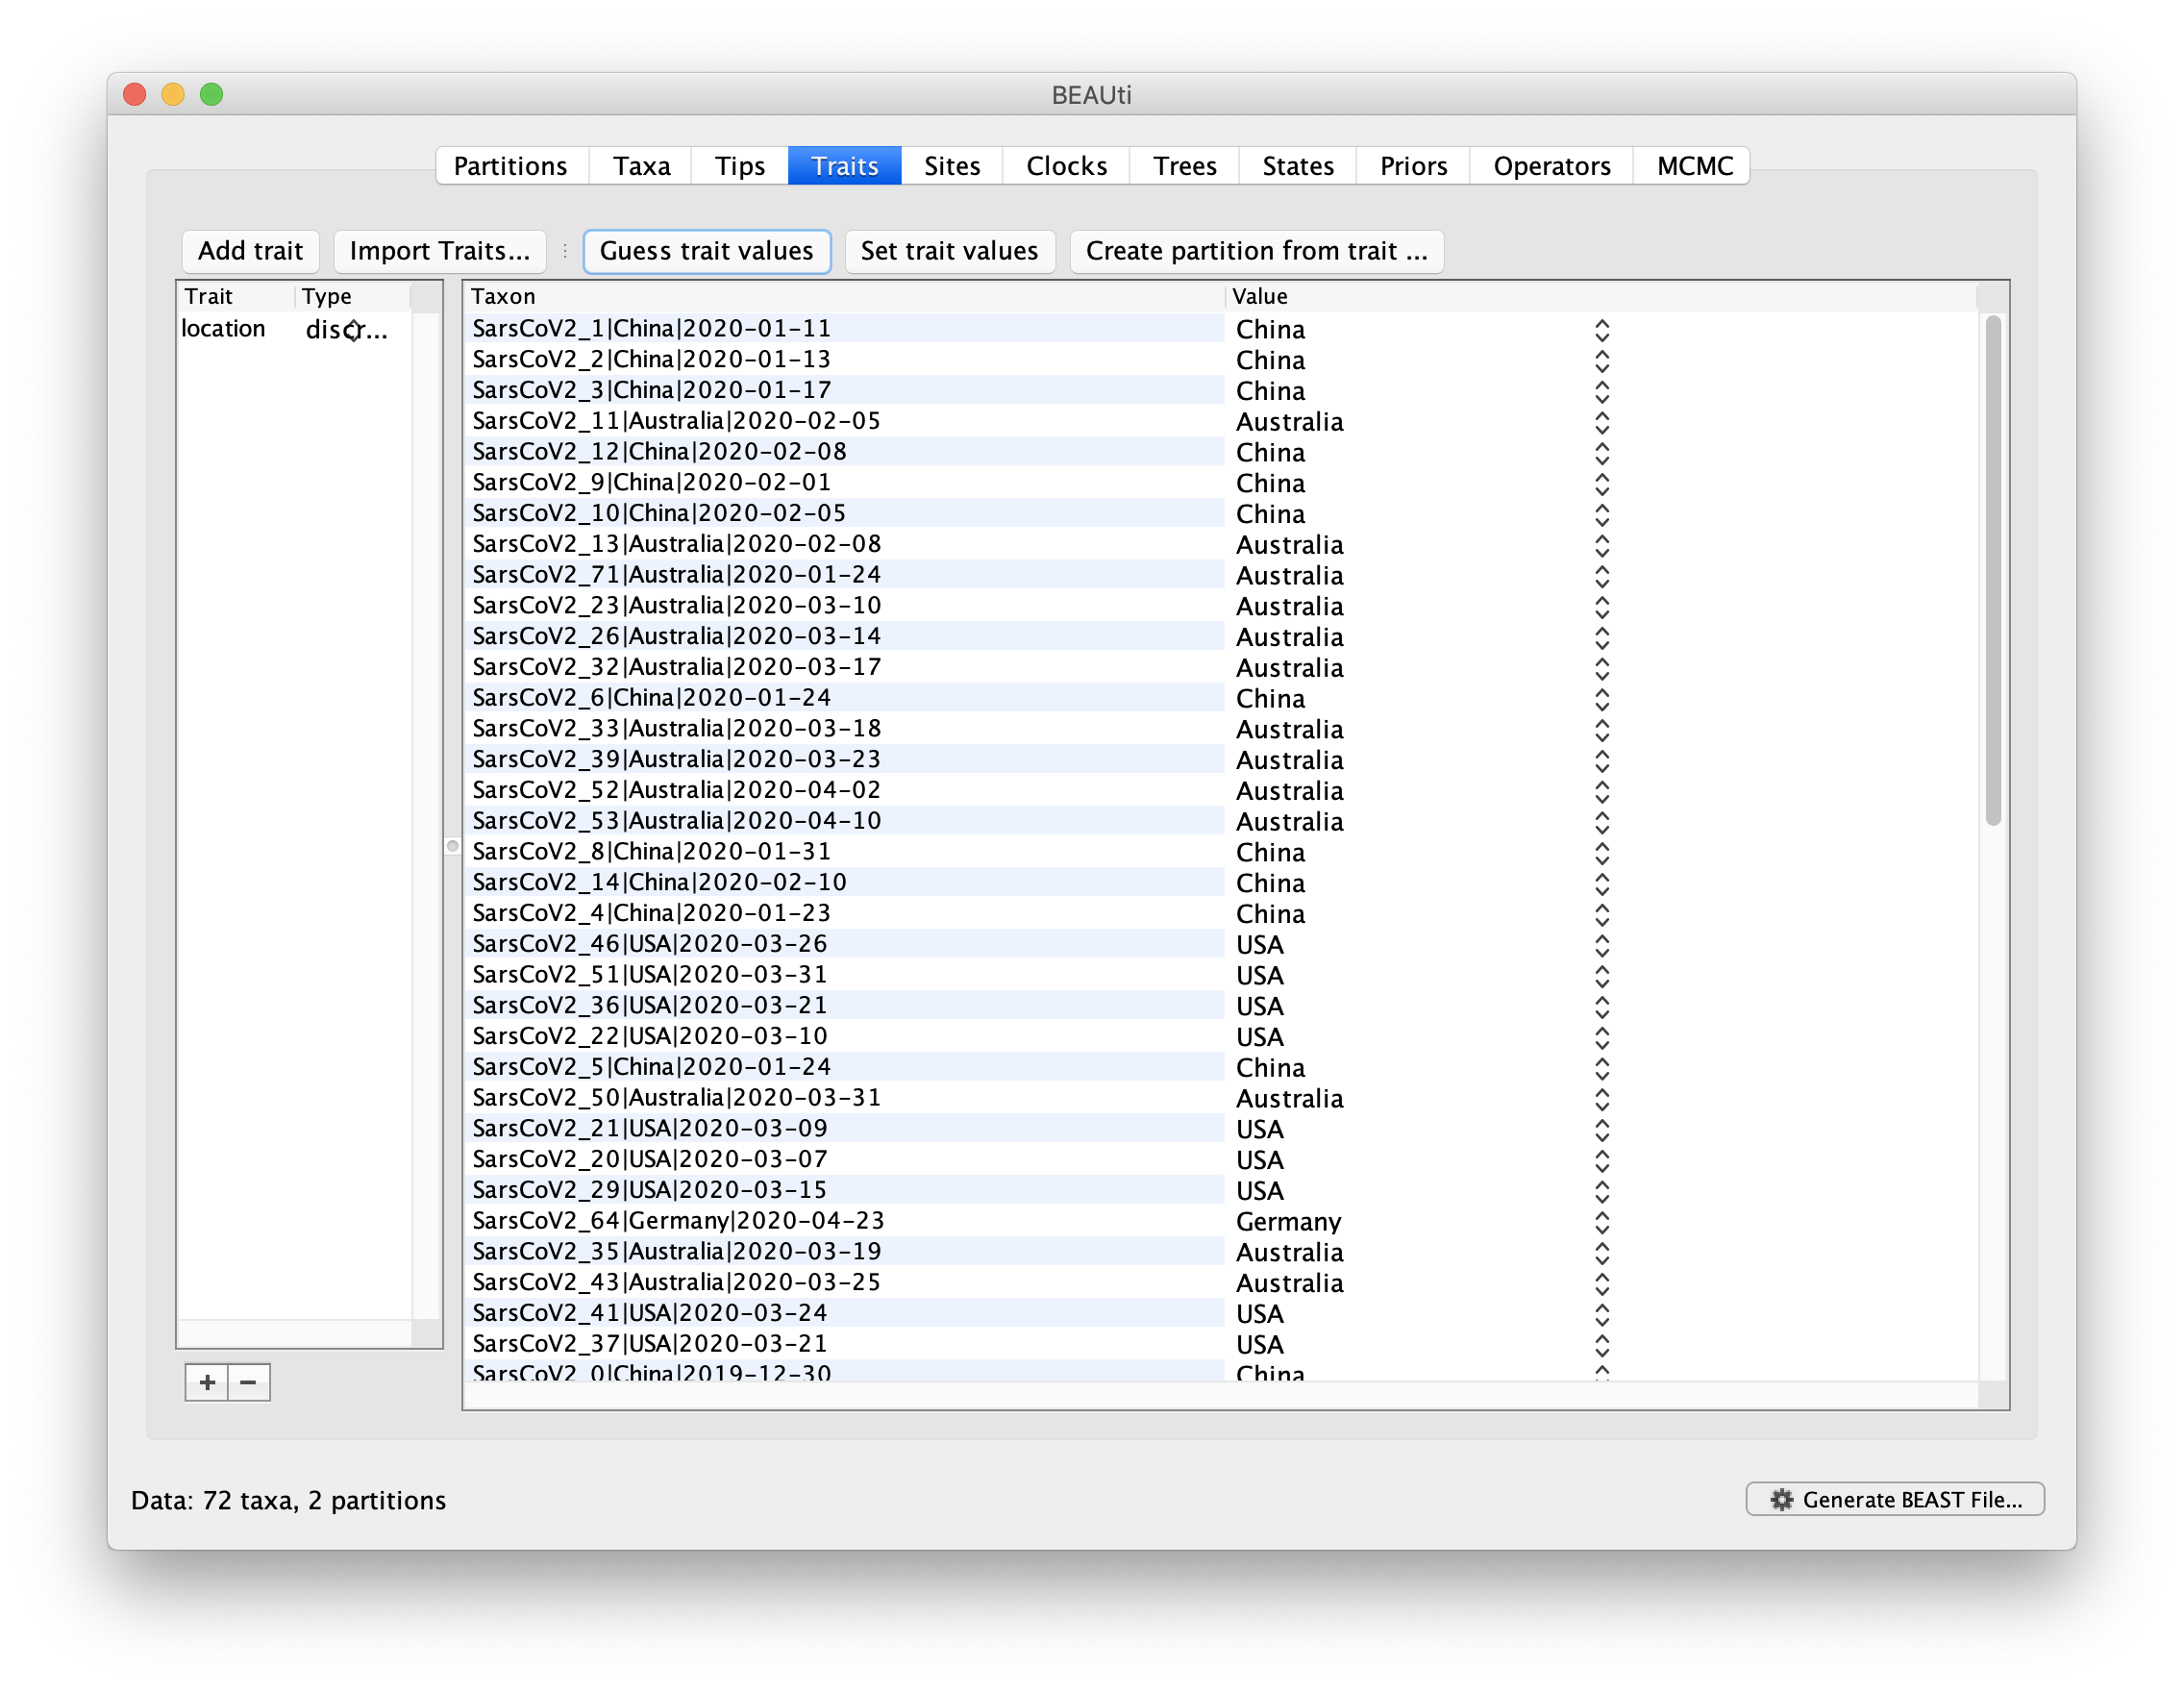 BEAUti
Partitions Taxa Tips Traits Sites Clocks Trees States Priors Operators MCMC
Add trait Import Traits... Guess trait values Set trait values Create partition from trait ...
Trait Type Taxon Value
location discr... SarsCoV2_1|China|2020-01-11 China
SarsCoV2_2|China|2020-01-13 China
SarsCoV2_3|China|2020-01-17 China
SarsCoV2_11|Australia|2020-02-05 Australia
SarsCoV2_12|China|2020-02-08 China
SarsCoV2_9|China|2020-02-01 China
SarsCoV2_10|China|2020-02-05 China
SarsCoV2_13|Australia|2020-02-08 Australia
SarsCoV2_71|Australia|2020-01-24 Australia
SarsCoV2_23|Australia|2020-03-10 Australia
SarsCoV2_26|Australia|2020-03-14 Australia
SarsCoV2_32|Australia|2020-03-17 Australia
SarsCoV2_6|China|2020-01-24 China
SarsCoV2_33|Australia|2020-03-18 Australia
SarsCoV2_39|Australia|2020-03-23 Australia
SarsCoV2_52|Australia|2020-04-02 Australia
SarsCoV2_53|Australia|2020-04-10 Australia
SarsCoV2_8|China|2020-01-31 China
SarsCoV2_14|China|2020-02-10 China
SarsCoV2_4|China|2020-01-23 China
SarsCoV2_46|USA|2020-03-26 USA
SarsCoV2_51|USA|2020-03-31 USA
SarsCoV2_36|USA|2020-03-21 USA
SarsCoV2_22|USA|2020-03-10 USA
SarsCoV2_5|China|2020-01-24 China
SarsCoV2_50|Australia|2020-03-31 Australia
SarsCoV2_21|USA|2020-03-09 USA
SarsCoV2_20|USA|2020-03-07 USA
SarsCoV2_29|USA|2020-03-15 USA
SarsCoV2_64|Germany|2020-04-23 Germany
SarsCoV2_35|Australia|2020-03-19 Australia
SarsCoV2_43|Australia|2020-03-25 Australia
SarsCoV2_41|USA|2020-03-24 USA
SarsCoV2_37|USA|2020-03-21 USA
SarsCoV2_0|China|2019-12-30 China
+ −
Data: 72 taxa, 2 partitions
Generate BEAST File...